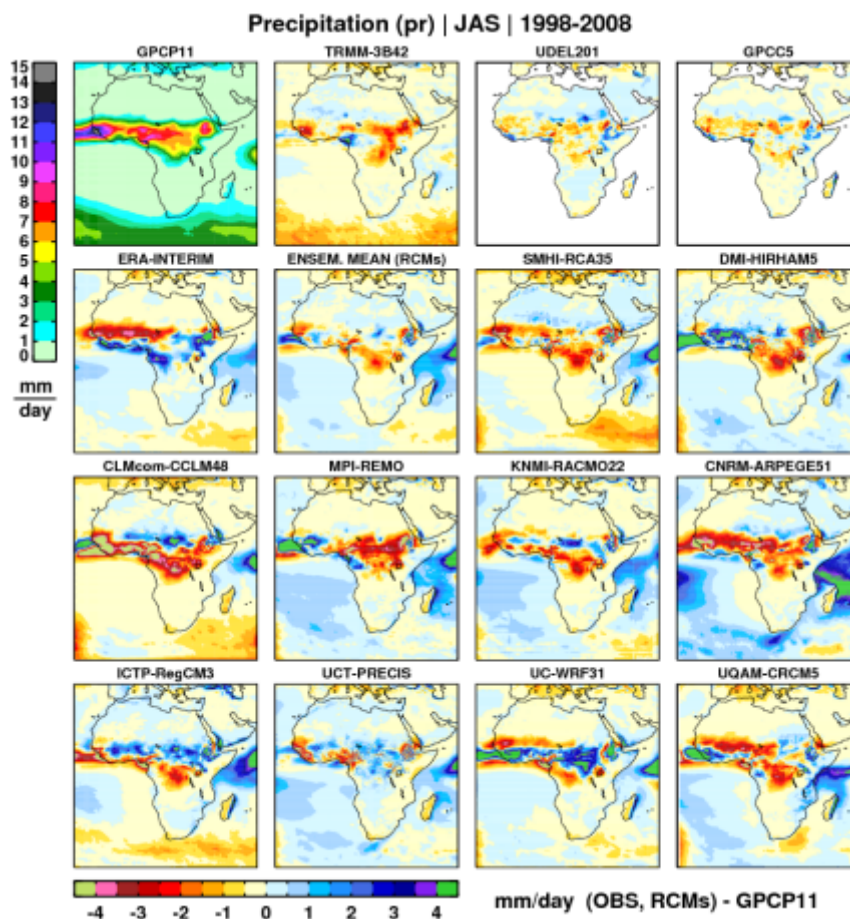 Precipitation (pr) | JAS | 1998-2008
GPCP11 TRMM-3B42 UDEL201 GPCC5
15
14
13
12
11
10
9
8
7
6
5
4
3
2
1
0
mm
day
ERA-INTERIM ENSEM. MEAN (RCMs) SMHI-RCA35 DMI-HIRHAM5
CLMcom-CCLM48 MPI-REMO KNMI-RACMO22 CNRM-ARPEGE51
ICTP-RegCM3 UCT-PRECIS UC-WRF31 UQAM-CRCM5
-4 -3 -2 -1 0 1 2 3 4
mm/day (OBS, RCMs) - GPCP11